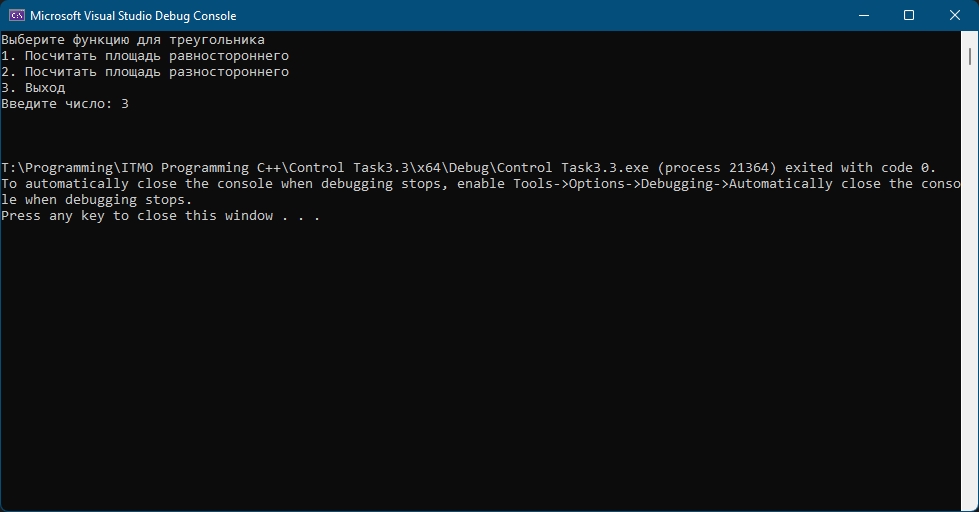 Microsoft Visual Studio Debug Console
Выберите функцию для треугольника
1. Посчитать площадь равностороннего
2. Посчитать площадь разностороннего
3. Выход
Введите число: 3
T:\Programming\ITMO Programming C++\Control Task3.3\x64\Debug\Control Task3.3.exe (process 21364) exited with code 0.
To automatically close the console when debugging stops, enable Tools->Options->Debugging->Automatically close the conso
le when debugging stops.
Press any key to close this window . . .